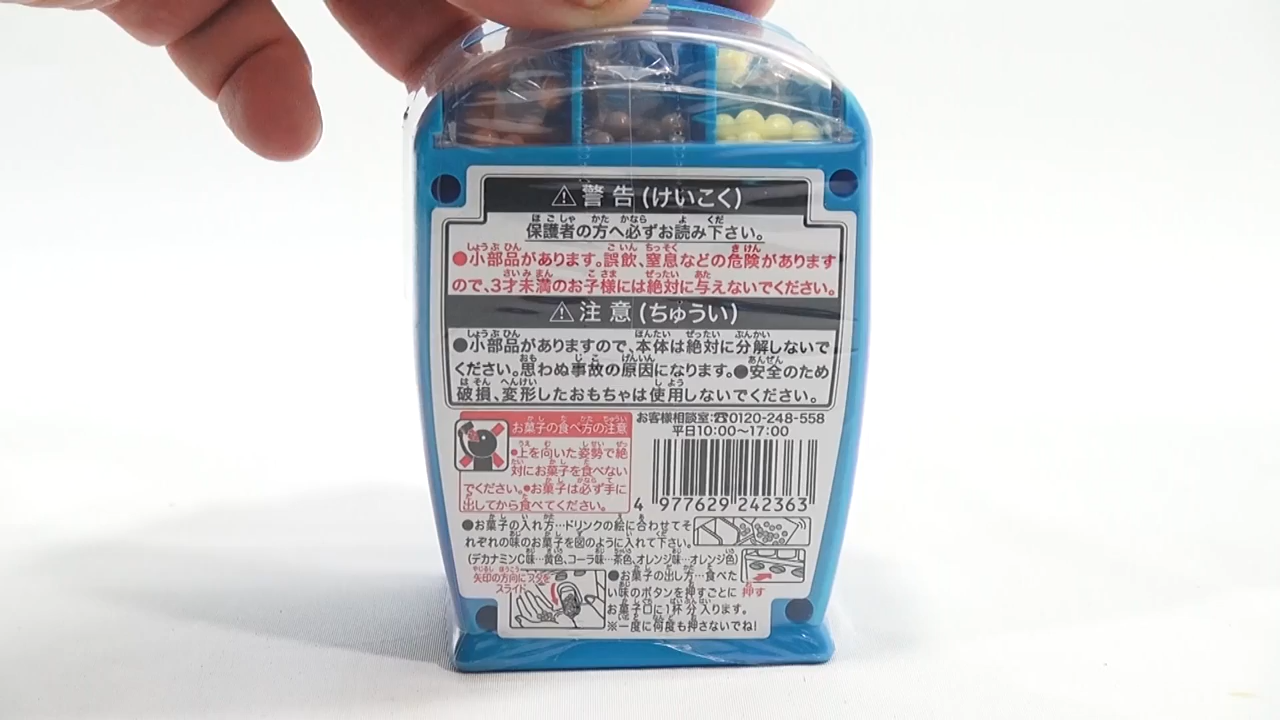 ⚠警告(けいこく)
保護者の方へ必ずお読み下さい。
●小部品があります。誤飲、窒息などの危険があります
ので、3才未満のお子様には絶対に与えないでください。
⚠注意(ちゅうい)
●小部品がありますので、本体は絶対に分解しないで
ください。思わぬ事故の原因になります。●安全のため
破損、変形したおもちゃは使用しないでください。
お菓子の食べ方の注意
●上を向いた姿勢で絶
対にお菓子を食べない
でください。●お菓子は必ず手に
出してから食べてください。
お客様相談室:☎0120-248-558
平日10:00〜17:00
4 977629 242363
●お菓子の入れ方…ドリンクの絵に合わせてそ
れぞれの味のお菓子を図のように入れて下さい。
(デカナミンC味…黄色、コーラ味…茶色、オレンジ味…オレンジ色)
矢印の方向にフタを
スライド
●お菓子の出し方…食べた
い味のボタンを押すごとに
お菓子口に1杯分入ります。
※一度に何度も押さないでね!
押す